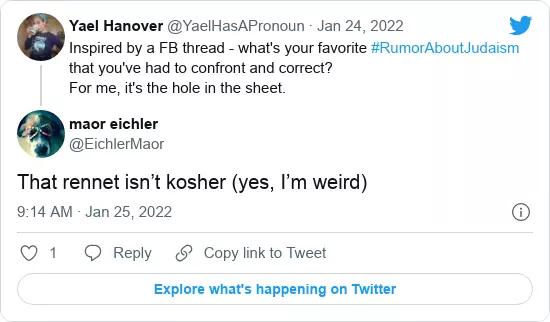 Yael Hanover @YaelHasAPronoun · Jan 24, 2022
Inspired by a FB thread - what's your favorite #RumorAboutJudaism
that you've had to confront and correct?
For me, it's the hole in the sheet.
maor eichler
@EichlerMaor
That rennet isn’t kosher (yes, I’m weird)
9:14 AM · Jan 25, 2022
1 Reply Copy link to Tweet
Explore what's happening on Twitter